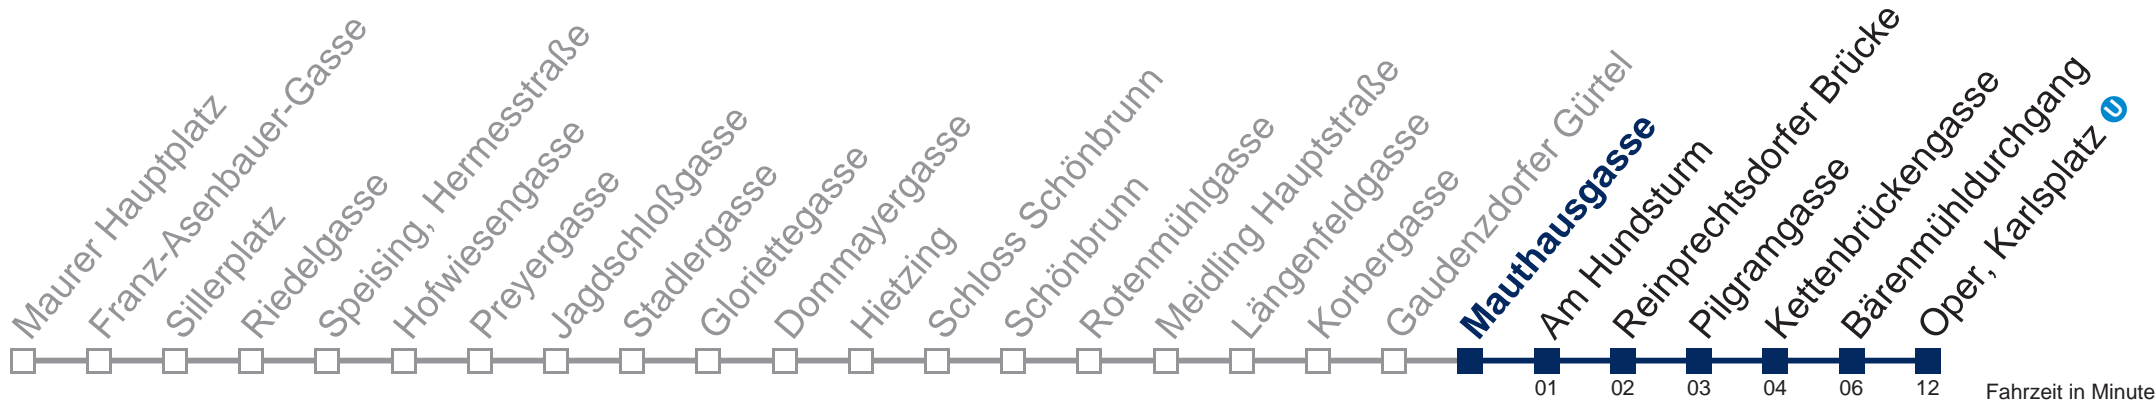 Maurer Hauptplatz
Franz-Asenbauer-Gasse
Sillerplatz
Riedelgasse
Speising, Hermesstraße
Hofwiesengasse
Preyergasse
Jagdschloßgasse
Stadlergasse
Gloriettegasse
Dommayergasse
Hietzing
Schloss Schönbrunn
Schönbrunn
Rotenmühlgasse
Meidling Hauptstraße
Längenfeldgasse
Korbergasse
Gaudenzdorfer Gürtel
Mauthausgasse
Am Hundsturm
Reinprechtsdorfer Brücke
Pilgramgasse
Kettenbrückengasse
Bärenmühldurchgang
Oper, Karlsplatz U
01 02 03 04 06 12
Fahrzeit in Minute